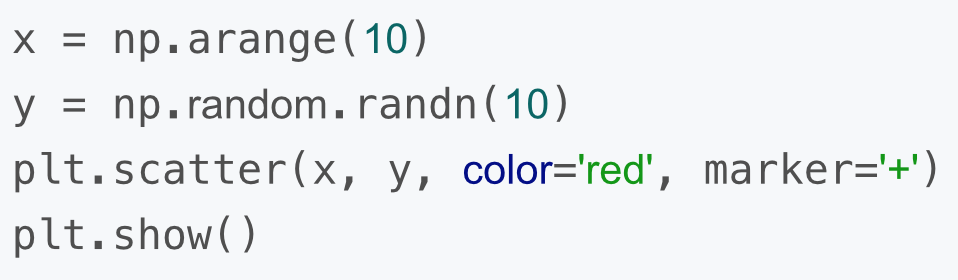 x = np.arange(10)
y = np.random.randn(10)
plt.scatter(x, y, color='red', marker='+')
plt.show()